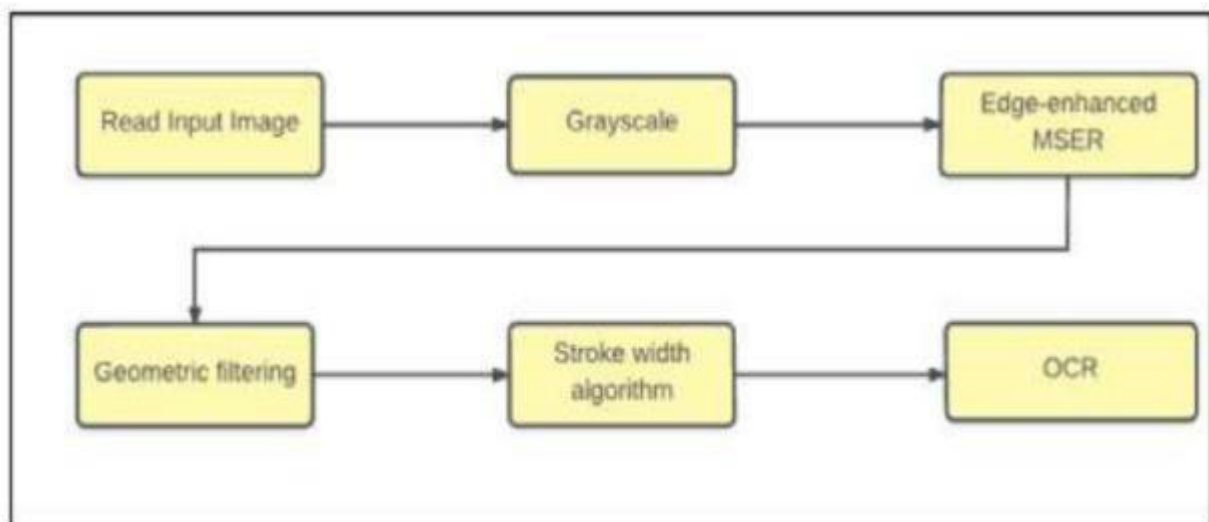 Read Input Image
Grayscale
Edge-enhanced
MSER
Geometric filtering
Stroke width
algorithm
OCR